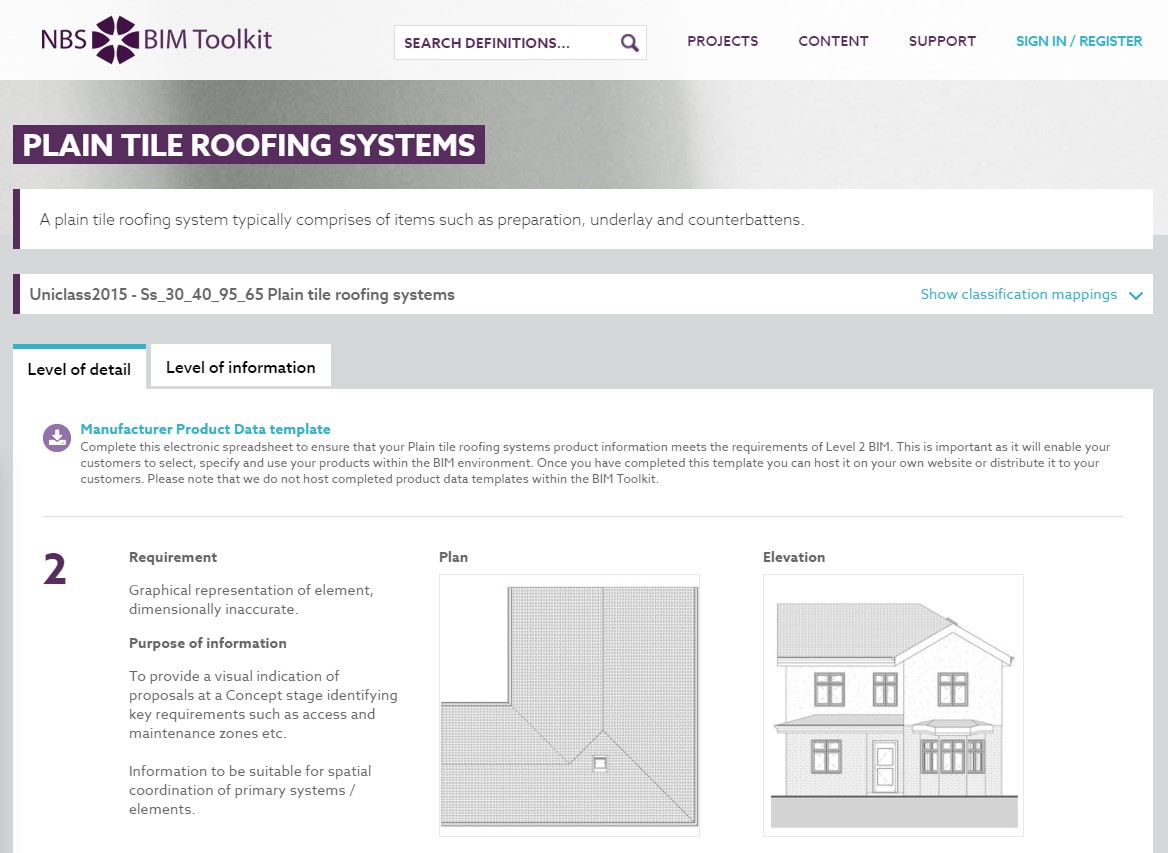 NBS BIM Toolkit
SEARCH DEFINITIONS...
PROJECTS
CONTENT
SUPPORT
SIGN IN / REGISTER
PLAIN TILE ROOFING SYSTEMS
A plain tile roofing system typically comprises of items such as preparation, underlay and counterbattens.
Uniclass2015 - Ss_30_40_95_65 Plain tile roofing systems
Show classification mappings
Level of detail
Level of information
Manufacturer Product Data template
Complete this electronic spreadsheet to ensure that your Plain tile roofing systems product information meets the requirements of Level 2 BIM. This is important as it will enable your
customers to select, specify and use your products within the BIM environment. Once you have completed this template you can host it on your own website or distribute it to your
customers. Please note that we do not host completed product data templates within the BIM Toolkit.
2
Requirement
Graphical representation of element,
dimensionally inaccurate.
Purpose of information
To provide a visual indication of
proposals at a Concept stage identifying
key requirements such as access and
maintenance zones etc.
Information to be suitable for spatial
coordination of primary systems /
elements.
Plan
Elevation